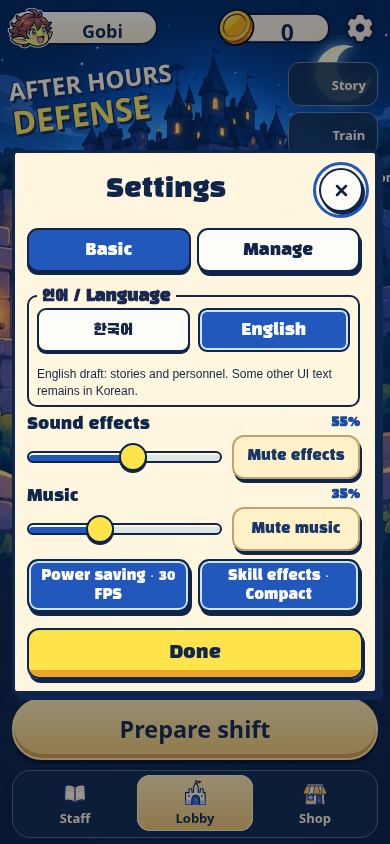 Gobi
0
AFTER HOURS
DEFENSE
Story
Train
Settings
×
Basic
Manage
언어 / Language
한국어
English
English draft: stories and personnel. Some other UI text
remains in Korean.
Sound effects
55%
Mute effects
Music
35%
Mute music
Power saving · 30
FPS
Skill effects ·
Compact
Done
Prepare shift
Staff
Lobby
Shop